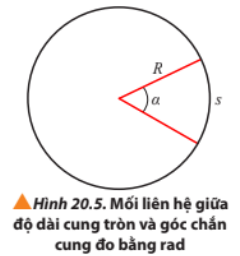 R
α
s
Hình 20.5. Mối liên hệ giữa
độ dài cung tròn và góc chắn
cung đo bằng rad